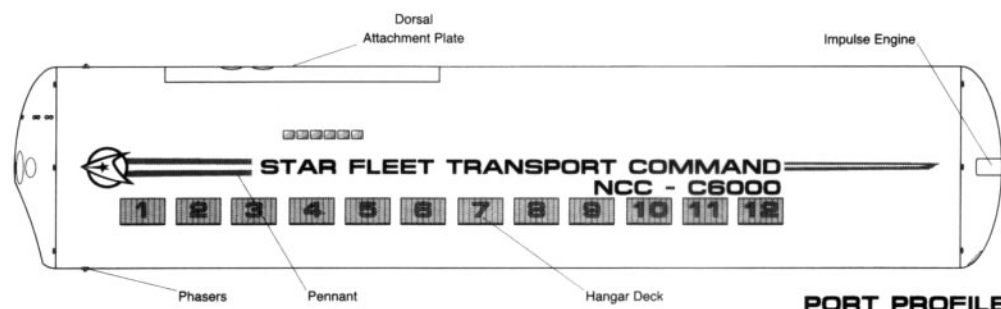 Dorsal
Attachment Plate
Impulse Engine
STAR FLEET TRANSPORT COMMAND
NCC - C6000
1 2 3 4 5 6 7 8 9 10 11 12
Phasers
Pennant
Hangar Deck
PORT PROFILE